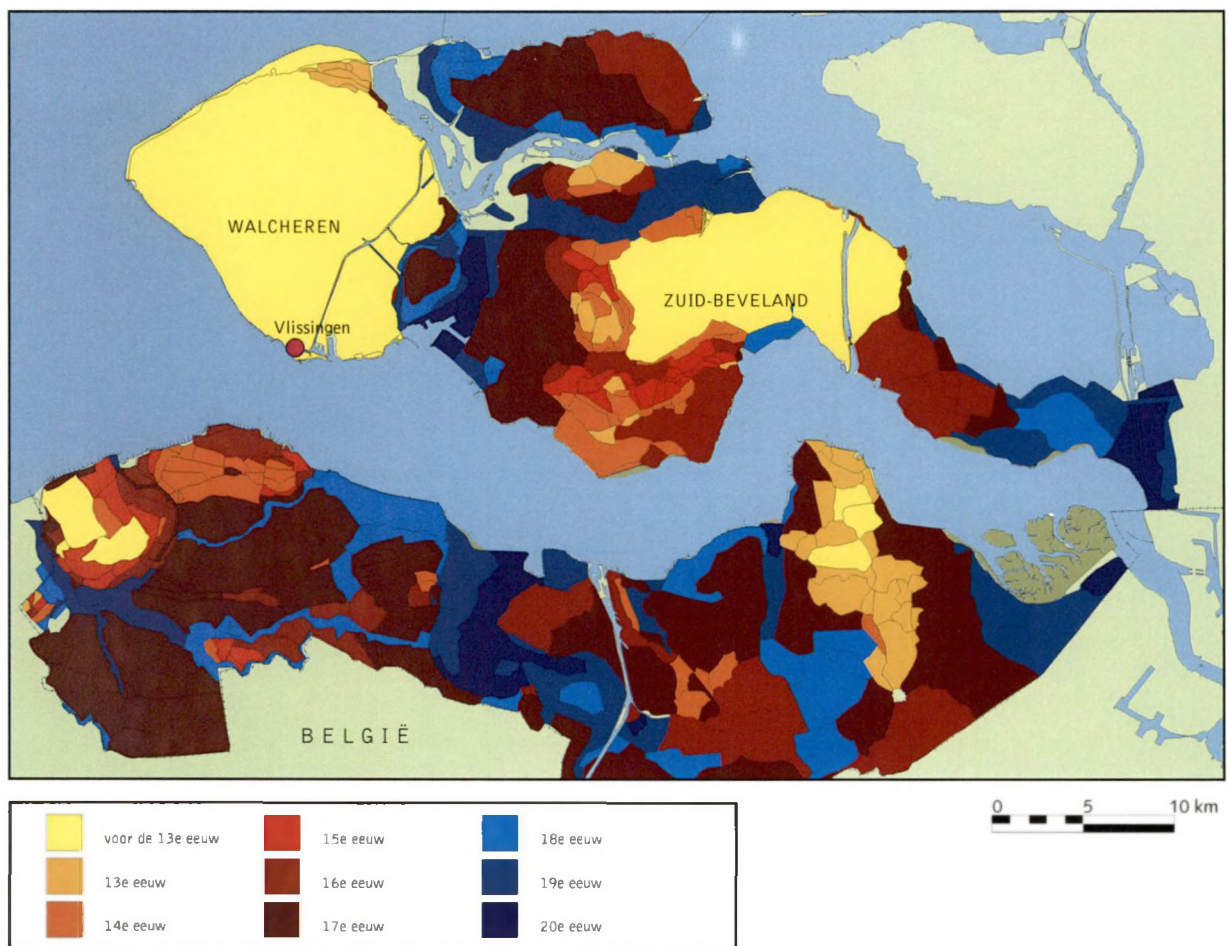 WALCHEREN
Vlissingen
ZUID-BEVELAND
BELGIË
0 5 10 km
voor de 13e eeuw
13e eeuw
14e eeuw
15e eeuw
16e eeuw
17e eeuw
18e eeuw
19e eeuw
20e eeuw